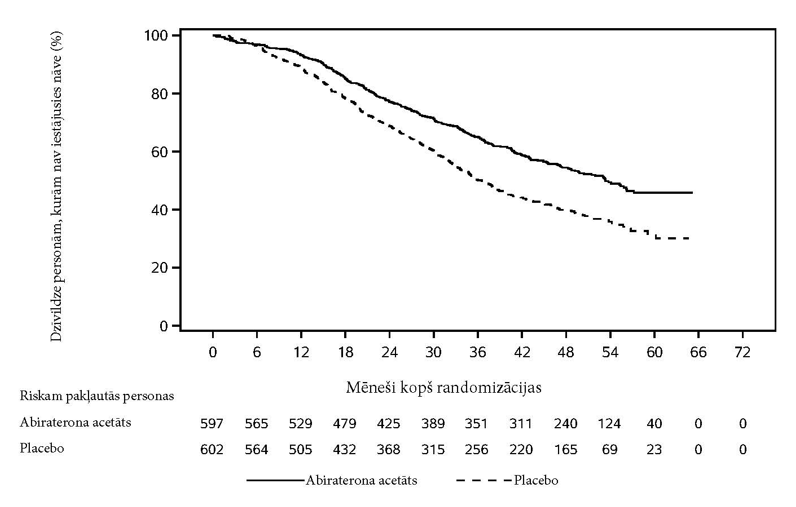 Dzīvildze personām, kurām nav iestājusies nāve (%)
100
80
60
40
20
0
0 6 12 18 24 30 36 42 48 54 60 66 72
Mēneši kopš randomizācijas
Riskam pakļautās personas
Abiraterona acetāts 597 565 529 479 425 389 351 311 240 124 40 0 0
Placebo 602 564 505 432 368 315 256 220 165 69 23 0 0
Abiraterona acetāts Placebo